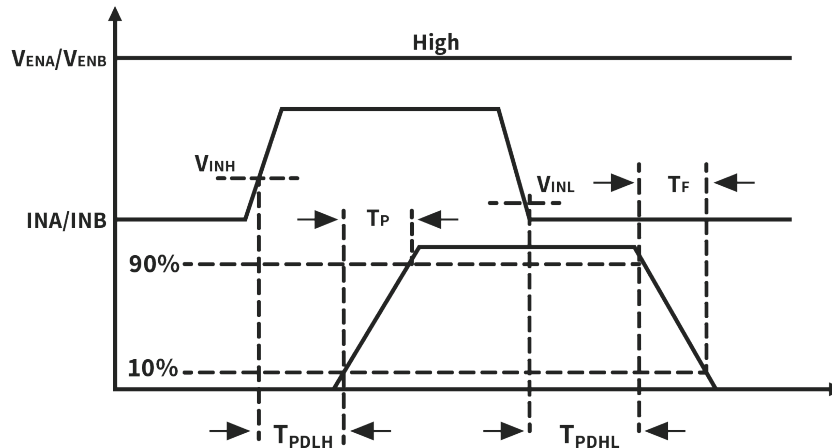 High
VENA/VENB
VINH
VINL
TF
INA/INB
TP
90%
10%
TPDLH
TPDHL